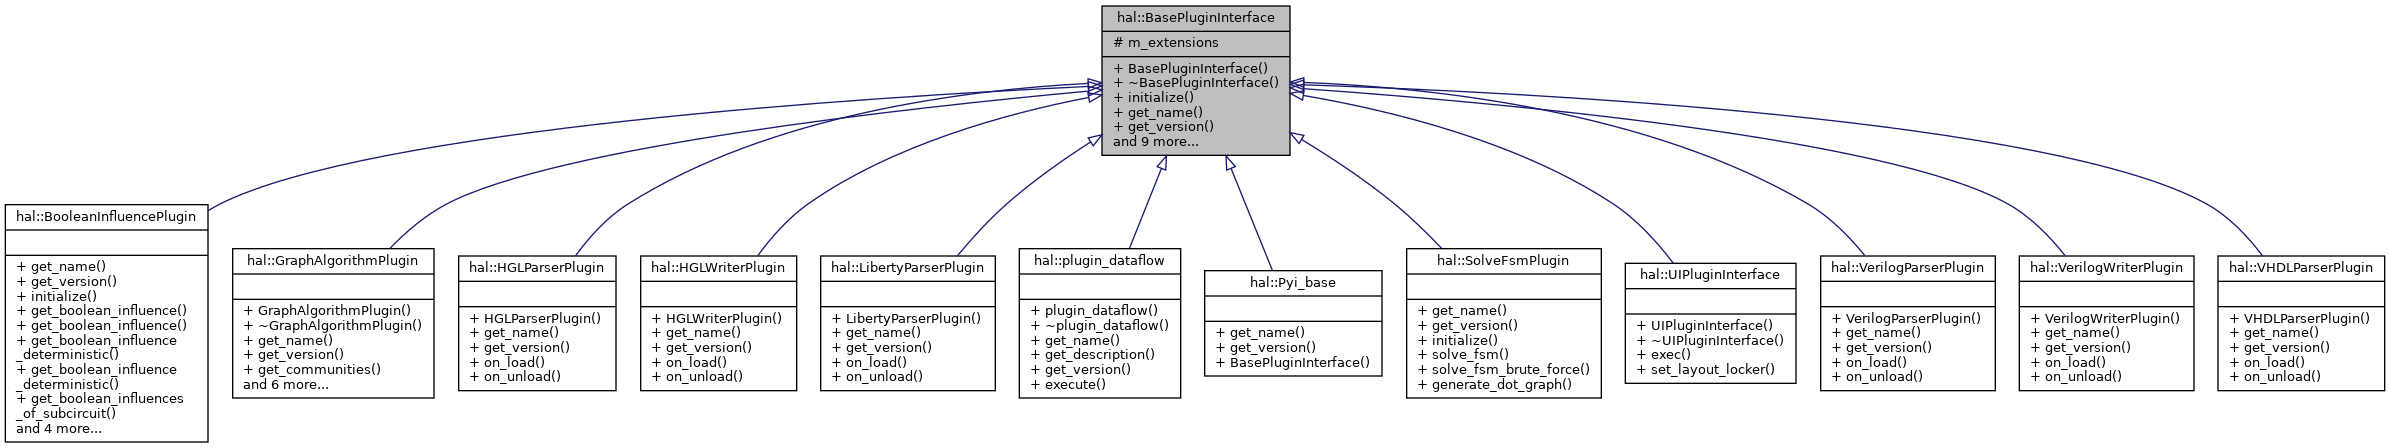 hal::BasePluginInterface
# m_extensions
+ BasePluginInterface()
+ ~BasePluginInterface()
+ initialize()
+ get_name()
+ get_version()
and 9 more...
hal::BooleanInfluencePlugin
+ get_name()
+ get_version()
+ initialize()
+ get_boolean_influence()
+ get_boolean_influence()
+ get_boolean_influence
_deterministic()
+ get_boolean_influence
_deterministic()
+ get_boolean_influences
_of_subcircuit()
and 4 more...
hal::GraphAlgorithmPlugin
+ GraphAlgorithmPlugin()
+ ~GraphAlgorithmPlugin()
+ get_name()
+ get_version()
+ get_communities()
and 6 more...
hal::HGLParserPlugin
+ HGLParserPlugin()
+ get_name()
+ get_version()
+ on_load()
+ on_unload()
hal::HGLWriterPlugin
+ HGLWriterPlugin()
+ get_name()
+ get_version()
+ on_load()
+ on_unload()
hal::LibertyParserPlugin
+ LibertyParserPlugin()
+ get_name()
+ get_version()
+ on_load()
+ on_unload()
hal::plugin_dataflow
+ plugin_dataflow()
+ ~plugin_dataflow()
+ get_name()
+ get_description()
+ get_version()
+ execute()
hal::Pyi_base
+ get_name()
+ get_version()
+ BasePluginInterface()
hal::SolveFsmPlugin
+ get_name()
+ get_version()
+ initialize()
+ solve_fsm()
+ solve_fsm_brute_force()
+ generate_dot_graph()
hal::UIPluginInterface
+ UIPluginInterface()
+ ~UIPluginInterface()
+ exec()
+ set_layout_locker()
hal::VerilogParserPlugin
+ VerilogParserPlugin()
+ get_name()
+ get_version()
+ on_load()
+ on_unload()
hal::VerilogWriterPlugin
+ VerilogWriterPlugin()
+ get_name()
+ get_version()
+ on_load()
+ on_unload()
hal::VHDLParserPlugin
+ VHDLParserPlugin()
+ get_name()
+ get_version()
+ on_load()
+ on_unload()